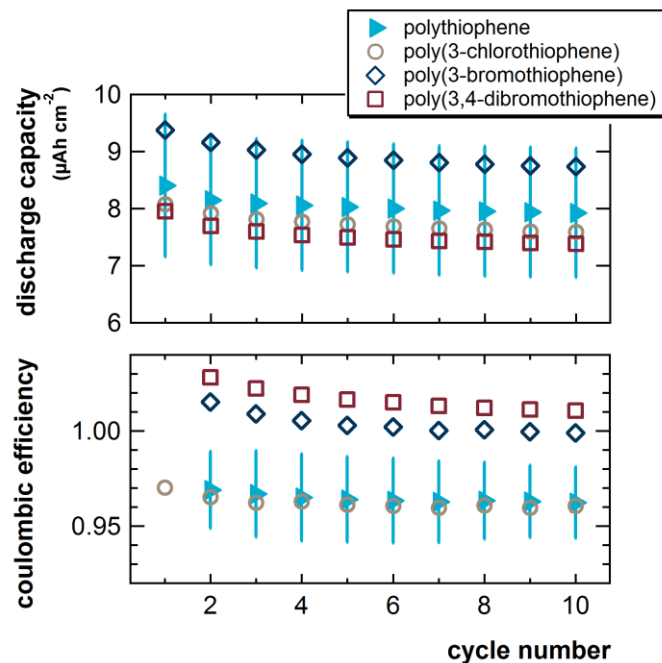 polythiophene
poly(3-chlorothiophene)
poly(3-bromothiophene)
poly(3,4-dibromothiophene)
discharge capacity
(µAh cm⁻²)
10
9
8
7
6
coulombic efficiency
1.00
0.95
2
4
6
8
10
cycle number